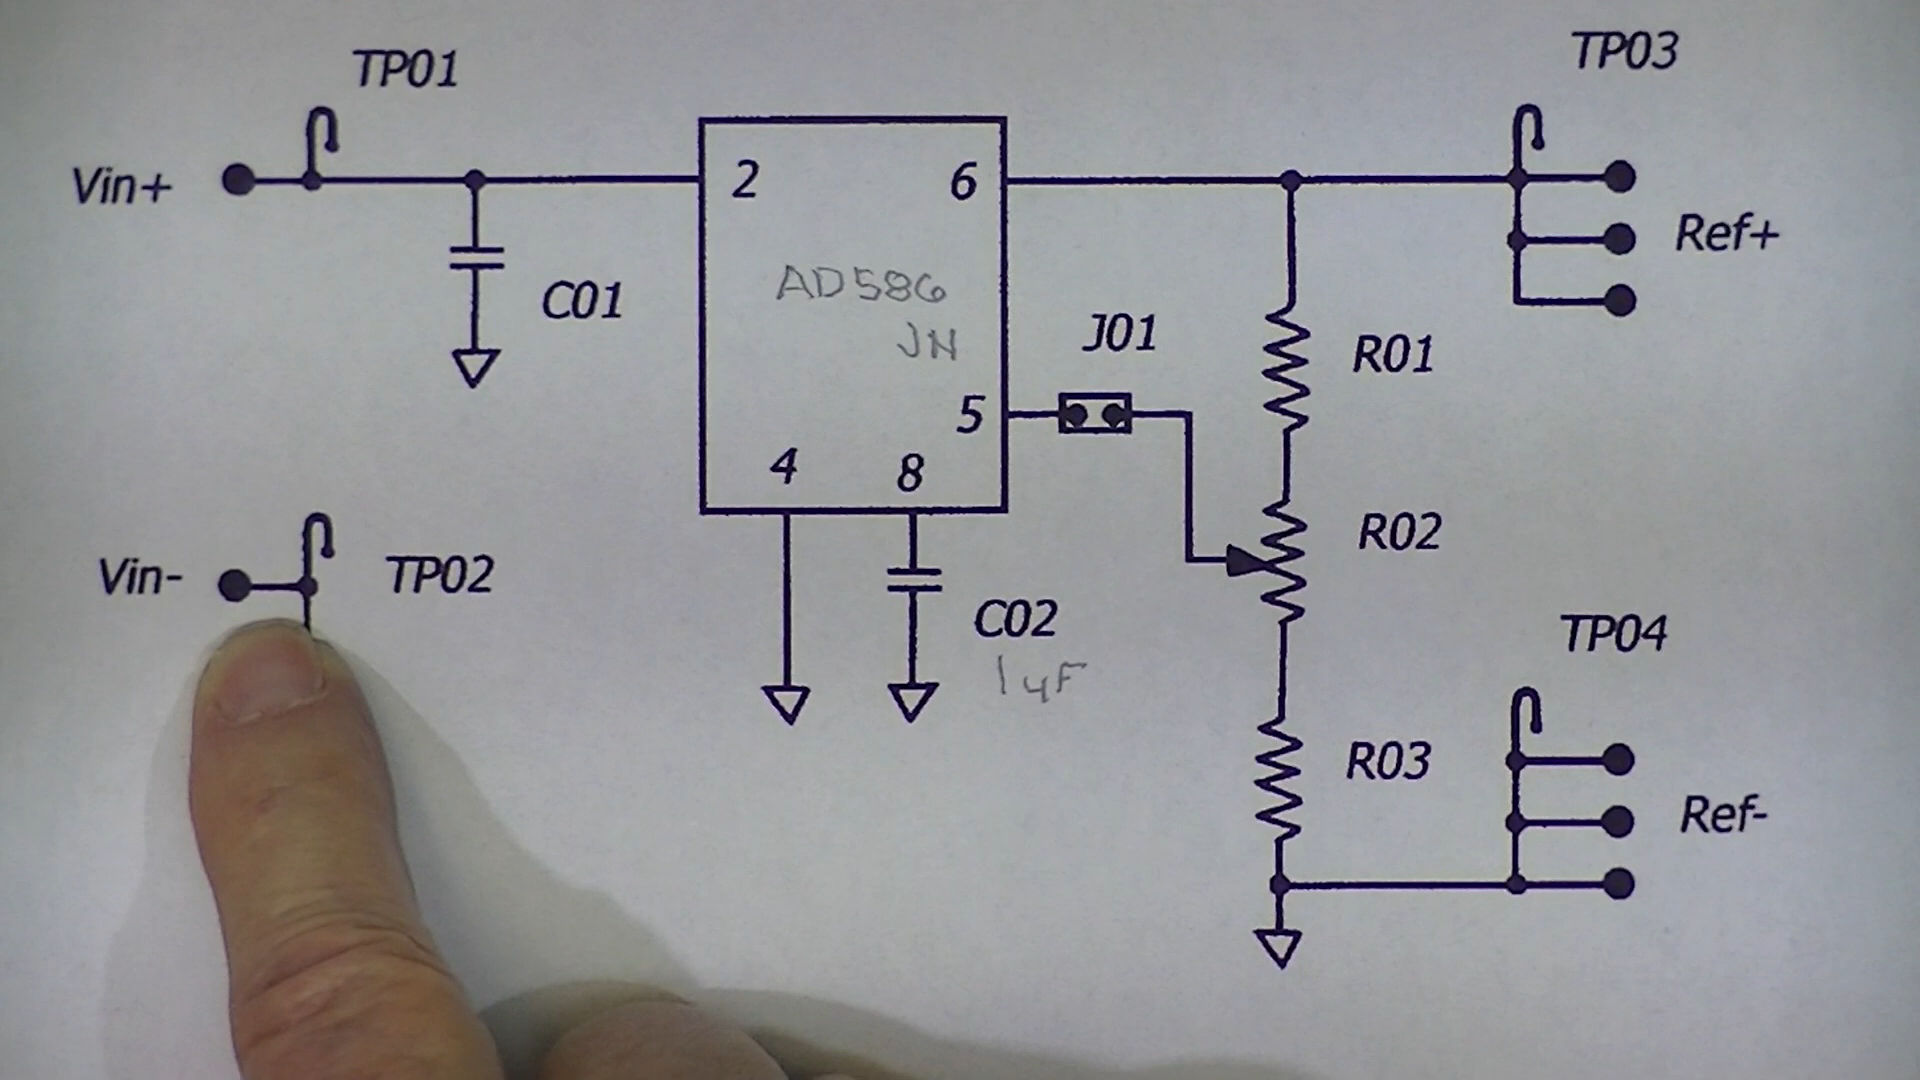 TP01
TP03
Vin+
2
6
Ref+
AD586
JN
C01
J01
R01
5
4
8
R02
Vin-
TP02
C02
1uF
TP04
R03
Ref-